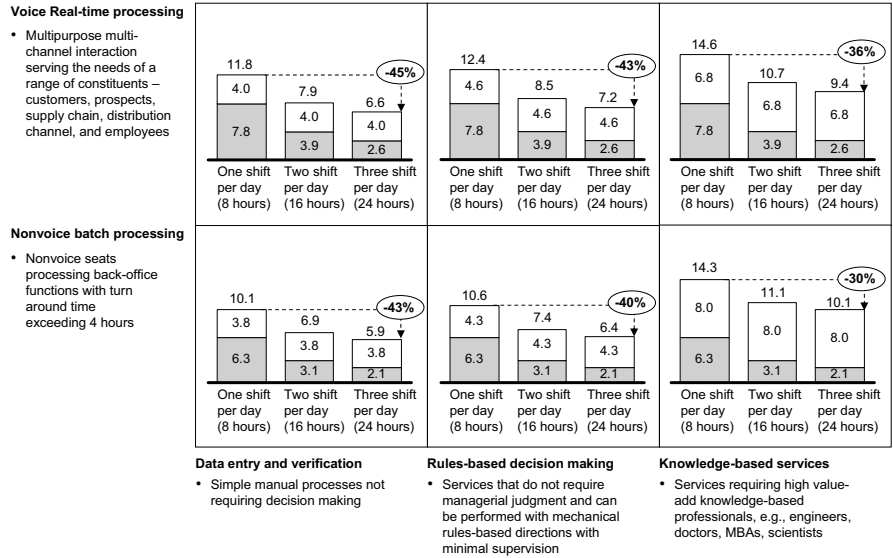 Voice Real-time processing
• Multipurpose multi-
channel interaction
serving the needs of a
range of constituents –
customers, prospects,
supply chain, distribution
channel, and employees
11.8
4.0
7.8
7.9
4.0
3.9
6.6
4.0
2.6
-45%
One shift Two shift Three shift
per day per day per day
(8 hours) (16 hours) (24 hours)
12.4
4.6
7.8
8.5
4.6
3.9
7.2
4.6
2.6
-43%
One shift Two shift Three shift
per day per day per day
(8 hours) (16 hours) (24 hours)
14.6
6.8
7.8
10.7
6.8
3.9
9.4
6.8
2.6
-36%
One shift Two shift Three shift
per day per day per day
(8 hours) (16 hours) (24 hours)
Nonvoice batch processing
• Nonvoice seats
processing back-office
functions with turn
around time
exceeding 4 hours
10.1
3.8
6.3
6.9
3.8
3.1
5.9
3.8
2.1
-43%
One shift Two shift Three shift
per day per day per day
(8 hours) (16 hours) (24 hours)
10.6
4.3
6.3
7.4
4.3
3.1
6.4
4.3
2.1
-40%
One shift Two shift Three shift
per day per day per day
(8 hours) (16 hours) (24 hours)
14.3
8.0
6.3
11.1
8.0
3.1
10.1
8.0
2.1
-30%
One shift Two shift Three shift
per day per day per day
(8 hours) (16 hours) (24 hours)
Data entry and verification
• Simple manual processes not
requiring decision making
Rules-based decision making
• Services that do not require
managerial judgment and can
be performed with mechanical
rules-based directions with
minimal supervision
Knowledge-based services
• Services requiring high value-
add knowledge-based
professionals, e.g., engineers,
doctors, MBAs, scientists